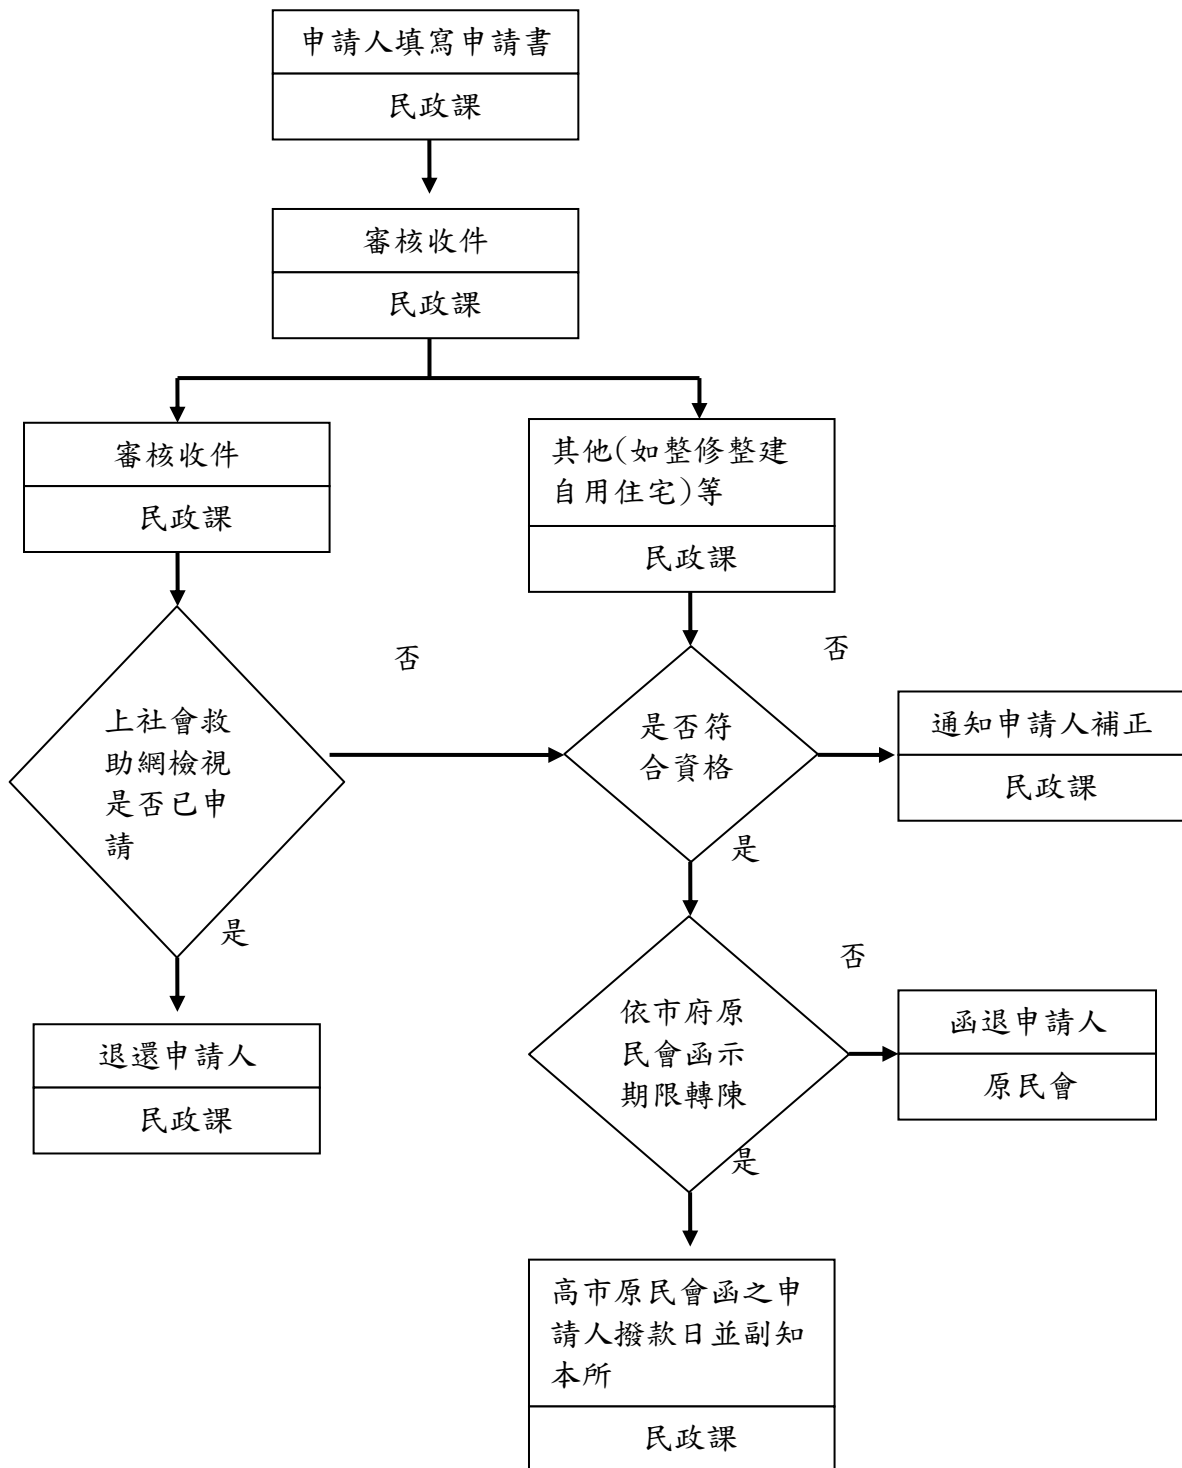 申請人填寫申請書
民政課
審核收件
民政課
審核收件
民政課
其他(如整修整建
自用住宅)等
民政課
否
否
上社會救
助網檢視
是否已申
請
是否符
合資格
通知申請人補正
民政課
是
是
否
依市府原
民會函示
期限轉陳
函退申請人
原民會
退還申請人
民政課
是
高市原民會函之申
請人撥款日並副知
本所
民政課